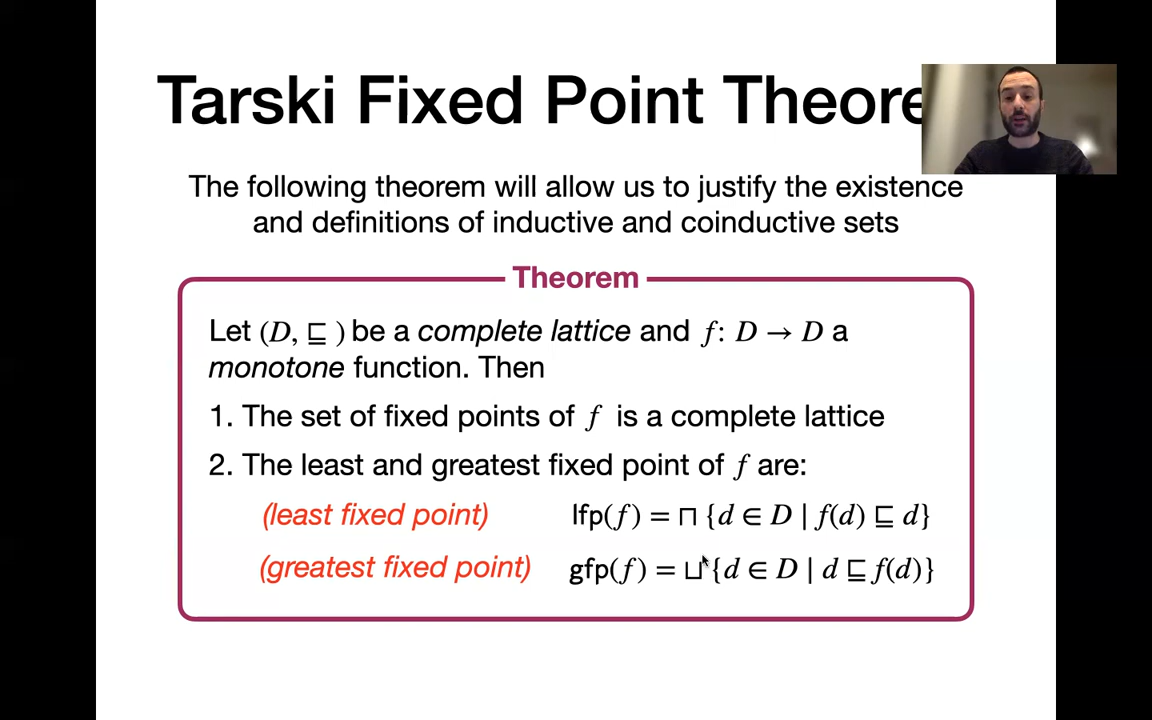 Tarski Fixed Point Theore
The following theorem will allow us to justify the existence
and definitions of inductive and coinductive sets
Theorem
Let (D, ⊑ ) be a complete lattice and f: D → D a
monotone function. Then
1. The set of fixed points of f is a complete lattice
2. The least and greatest fixed point of f are:
(least fixed point) lfp(f) = ⊓ {d ∈ D | f(d) ⊑ d}
(greatest fixed point) gfp(f) = ⊔ {d ∈ D | d ⊑ f(d)}